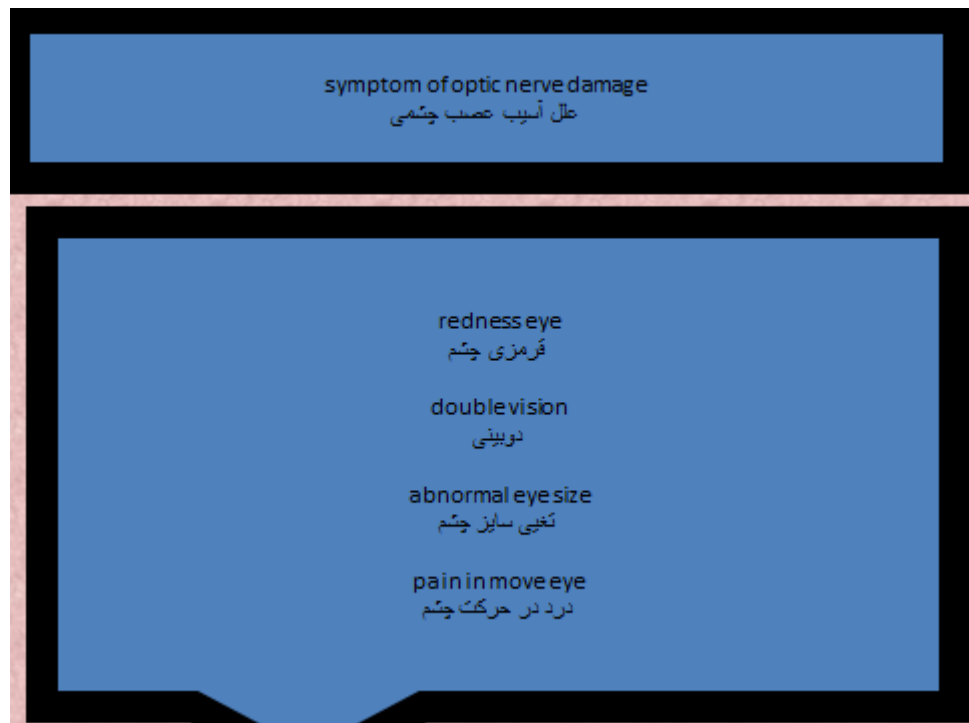 symptom of optic nerve damage
علل آسیب عصب چشمی
redness eye
قرمزی چشم
double vision
دوبینی
abnormal eye size
تغیی سایز چشم
pain in move eye
درد در حرکت چشم